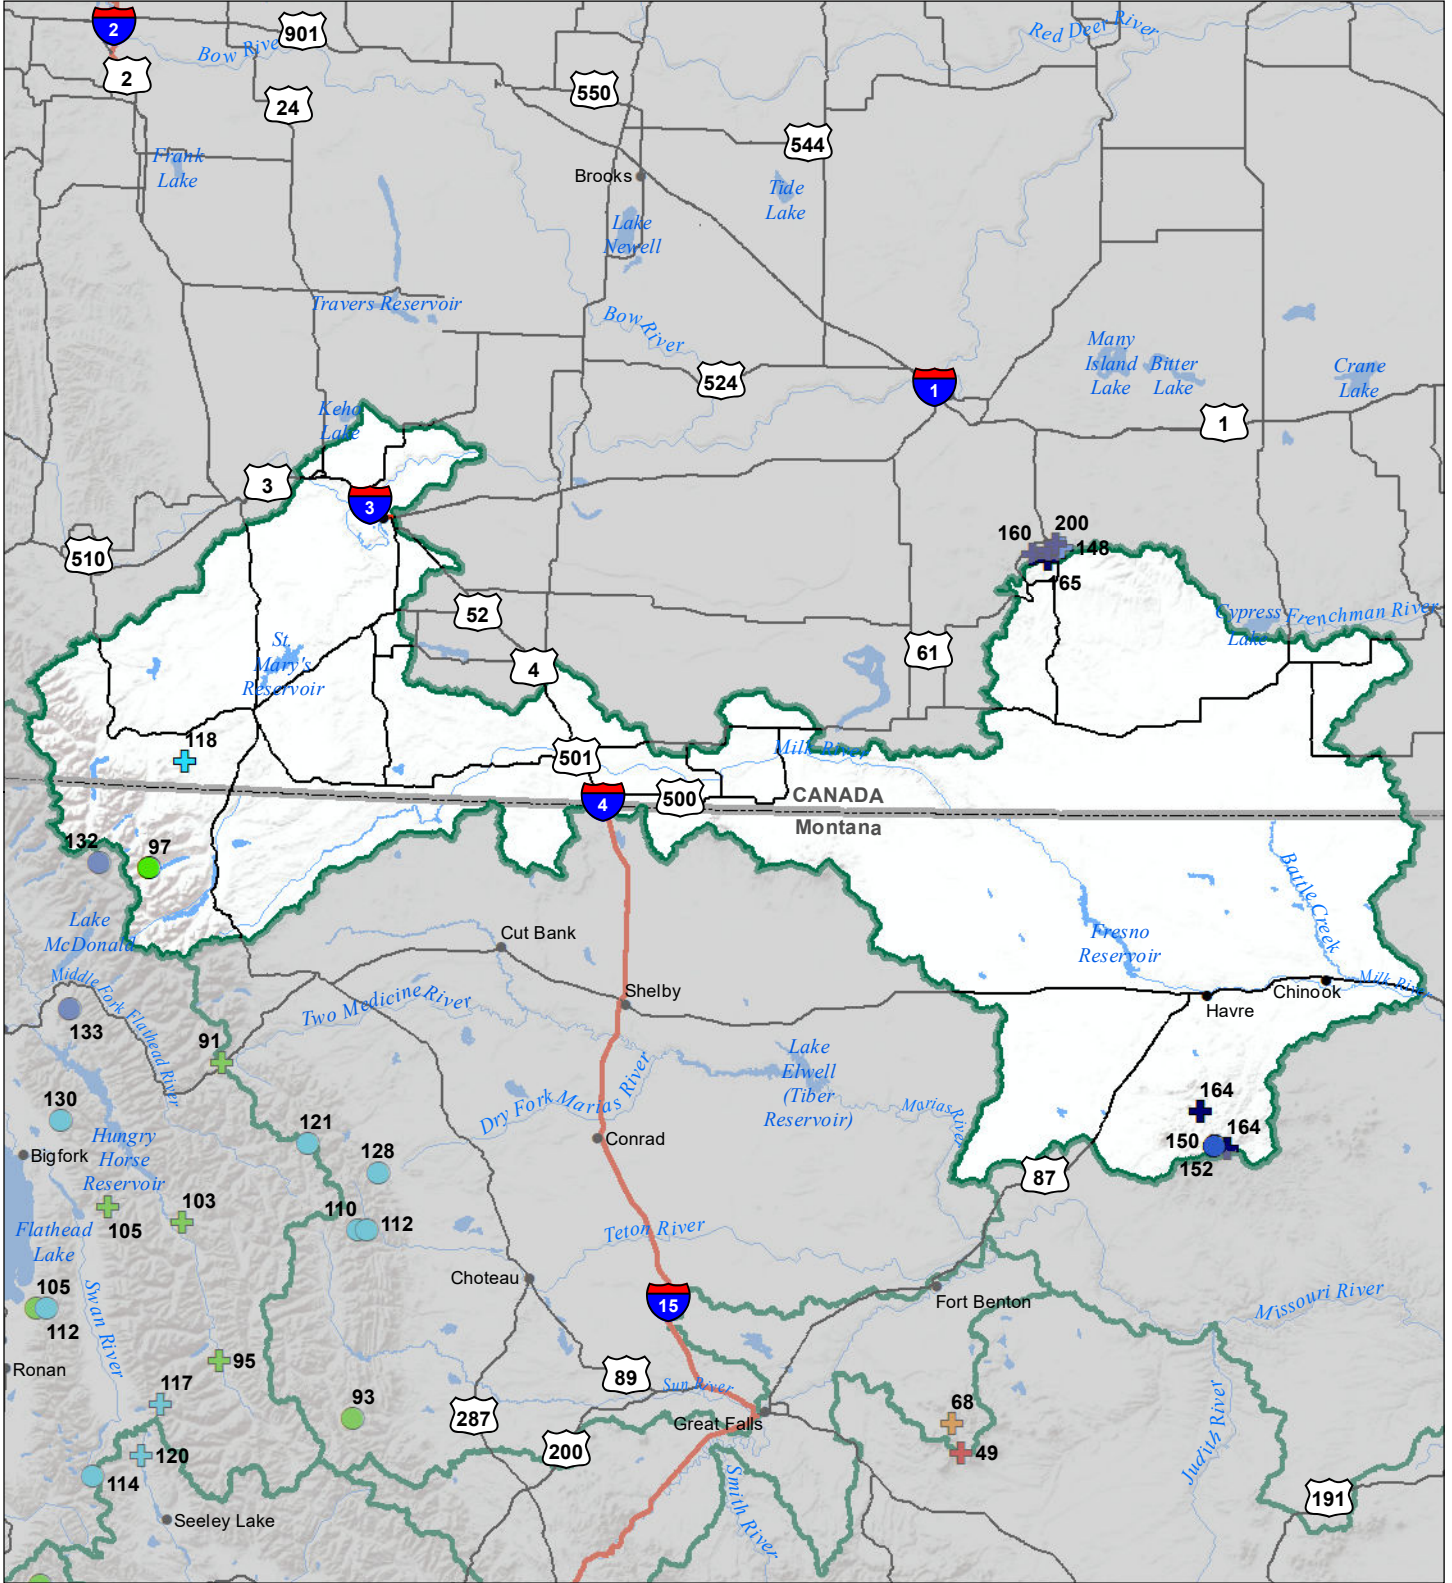 2
901
Bow River
Red Deer River
2
24
550
544
Frank
Lake
Brooks
Tide
Lake
Lake
Newell
Travers Reservoir
Bow River
Many
Island
Lake
Bitter
Lake
Crane
Lake
524
1
1
Keho
Lake
3
3
510
160
200
148
165
52
Cypress
Lake
Frenchman River
61
4
St.
Mary's
Reservoir
118
501
Milk River
4
500
CANADA
Montana
132
97
Battle Creek
Lake
McDonald
Cut Bank
Fresno
Reservoir
Middle Fork Flathead River
Two Medicine River
Shelby
Chinook
Milk River
Havre
133
91
Lake
Elwell
(Tiber
Reservoir)
Dry Fork Marias River
Marias River
130
121
164
Hungry
Horse
Reservoir
Conrad
150
164
152
Bigfork
128
87
105
103
110
112
Flathead
Lake
Teton River
Choteau
105
112
Swan River
15
Fort Benton
Missouri River
Ronan
95
89
Sun River
117
93
287
Great Falls
68
Judith River
120
200
49
114
Smith River
191
Seeley Lake